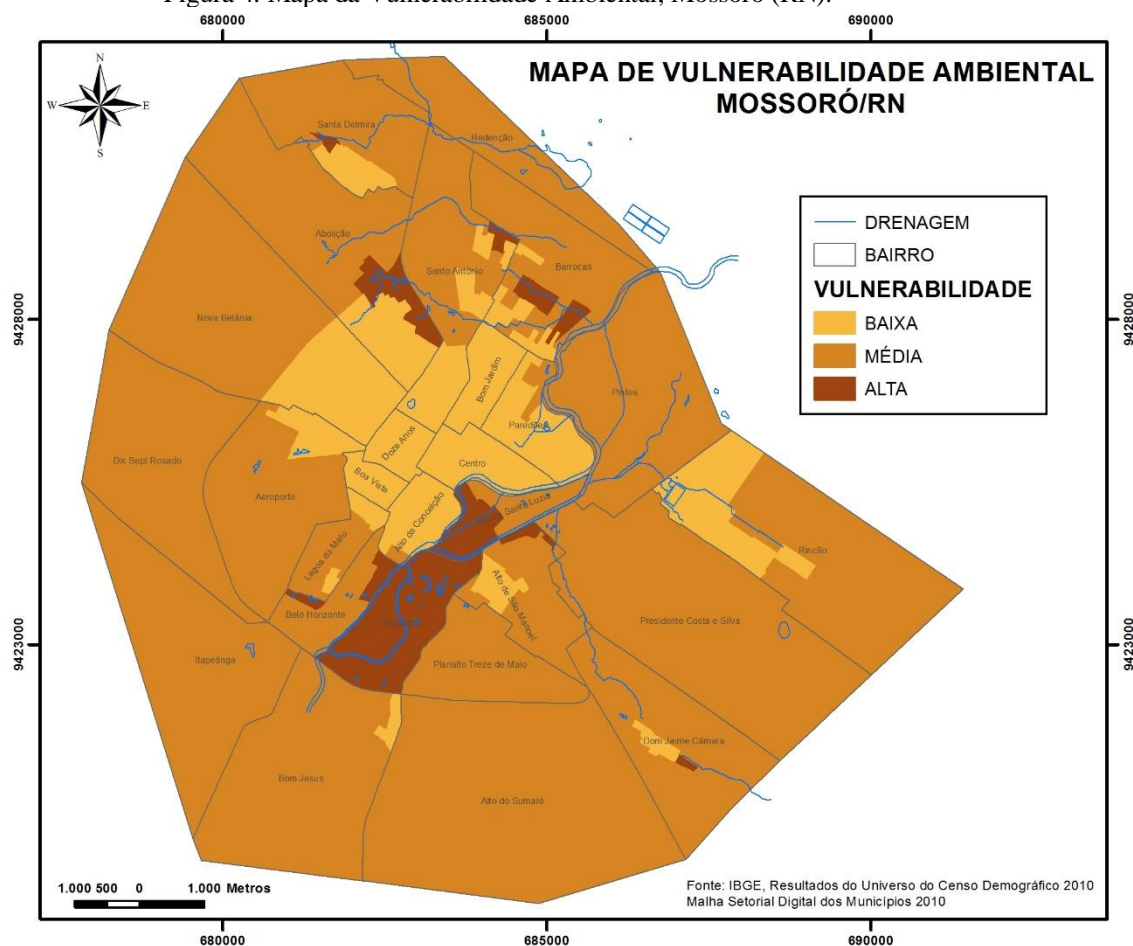 Figura 4. Mapa da Vulnerabilidade Ambiental, Mossoró (RN).
680000 685000 690000
MAPA DE VULNERABILIDADE AMBIENTAL
MOSSORÓ/RN
N
W E
S
DRENAGEM
BAIRRO
VULNERABILIDADE
BAIXA
MÉDIA
ALTA
Santa Delmira
Redenção
Abolição
Santo Antônio
Barrocas
Nova Betânia
9428000
9428000
Bom Jardim
Pintos
Paredões
Doze Anos
Centro
Dix Sept Rosado
Aeroporto
Boa Vista
Alto da Conceição
Santa Luzia
Lagoa do Mato
Rincão
Alto de São Manoel
Belo Horizonte
Presidente Costa e Silva
9423000
9423000
Itapetinga
Planalto Treze de Maio
Dom Jaime Câmara
Bom Jesus
Alto do Sumaré
1.000 500 0 1.000 Metros
Fonte: IBGE, Resultados do Universo do Censo Demográfico 2010
Malha Setorial Digital dos Municípios 2010
680000 685000 690000